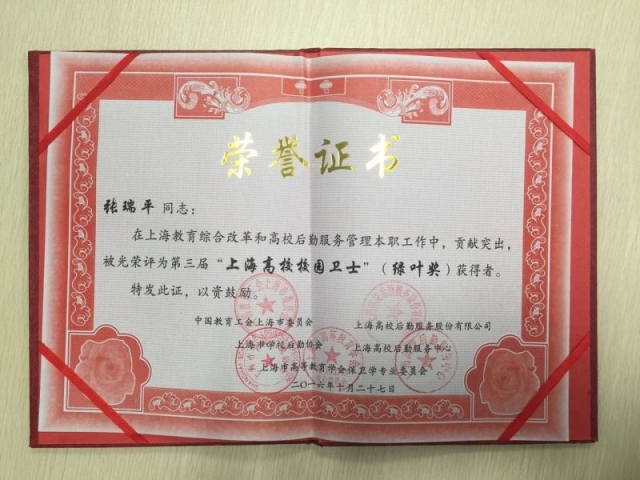 荣誉证书
张瑞平 同志：
在上海教育综合改革和高校后勤服务管理本职工作中，贡献突出，
被光荣评为第三届“上海高校校园卫士”（绿叶奖）获得者。
特发此证，以资鼓励。
中国教育工会上海市委员会 上海高校后勤服务股份有限公司
上海市学校后勤协会 上海高校后勤服务中心
上海市高等教育学会保卫学专业委员会
二〇一六年十月二十七日